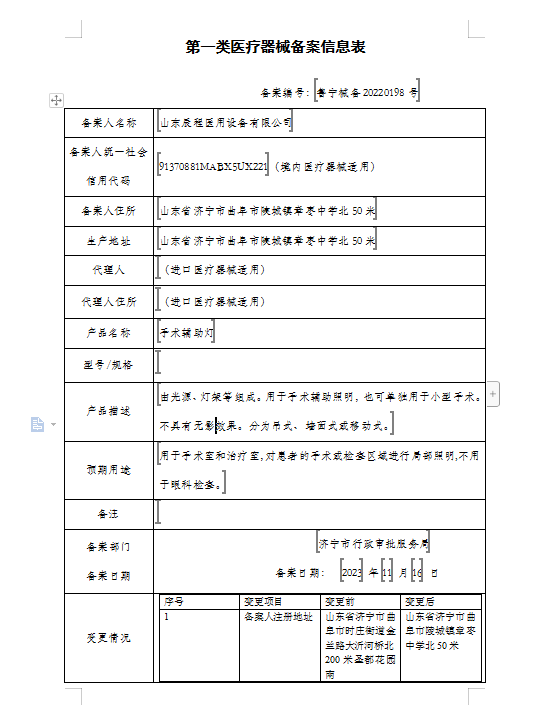 第一类医疗器械备案信息表
备案编号：鲁宁械备20220198 号
备案人名称 山东晟程医用设备有限公司
备案人统一社会信用代码 91370881MABX5UX221（境内医疗器械适用）
备案人住所 山东省济宁市曲阜市陵城镇章枣中学北 50 米
生产地址 山东省济宁市曲阜市陵城镇章枣中学北 50 米
代理人 （进口医疗器械适用）
代理人住所 （进口医疗器械适用）
产品名称 手术辅助灯
型号/规格
产品描述 由光源、灯架等组成。用于手术辅助照明，也可单独用于小型手术。
不具有无影效果。分为吊式、墙面式或移动式。
预期用途 用于手术室和治疗室,对患者的手术或检查区域进行局部照明,不用
于眼科检查。
备注
备案部门 济宁市行政审批服务局
备案日期 备案日期： 2023 年 11 月 16 日
变更情况
序号 变更项目 变更前 变更后
1 备案人注册地址 山东省济宁市曲阜市时庄街道金丝路大沂河桥北200 米圣都花园南 山东省济宁市曲阜市陵城镇章枣中学北 50 米